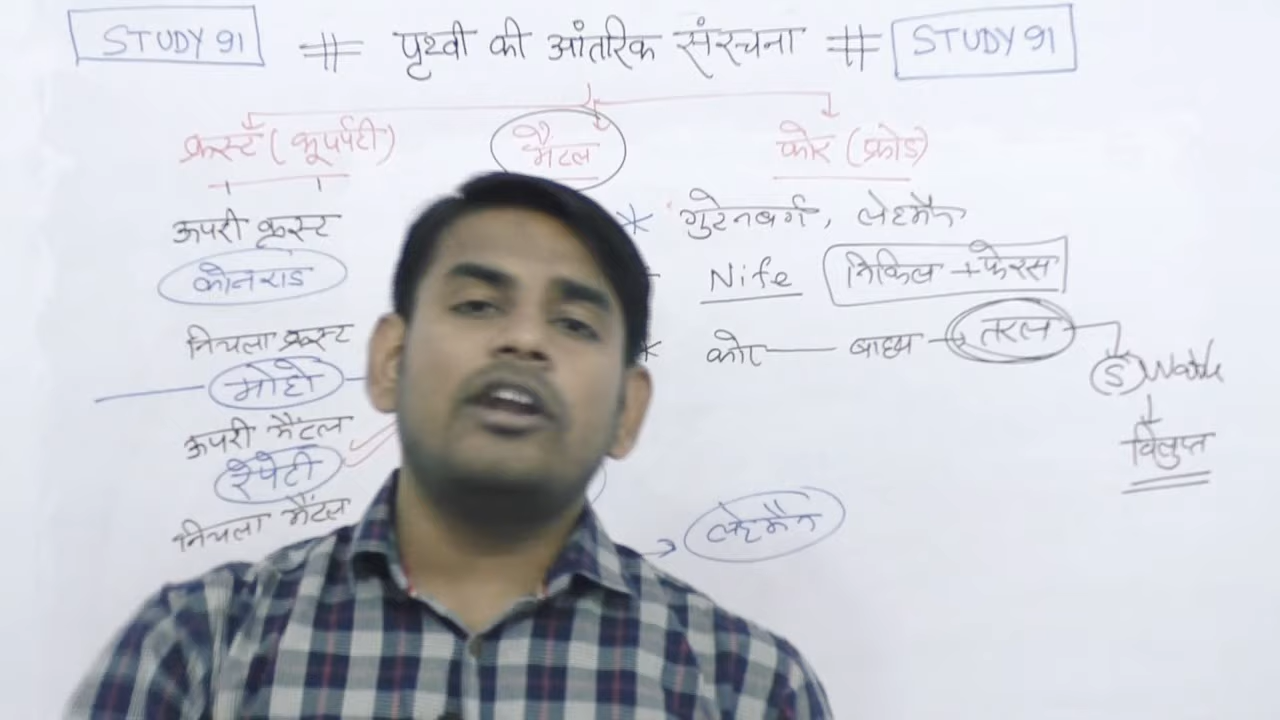 STUDY 91 # पृथ्वी की आंतरिक संरचना # STUDY 91
क्रस्ट (भूपर्पटी) मैंटल कोर (क्रोड)
ऊपरी क्रस्ट
कोनराड
निचला क्रस्ट
मोहो
ऊपरी मैंटल
रेपेटी
निचला मैंटल
* गुटेनबर्ग, लेहमैन
Nife निकिल + फेरस
* कोर — बाह्य → तरल
S
विलुप्त
→ लेहमैन